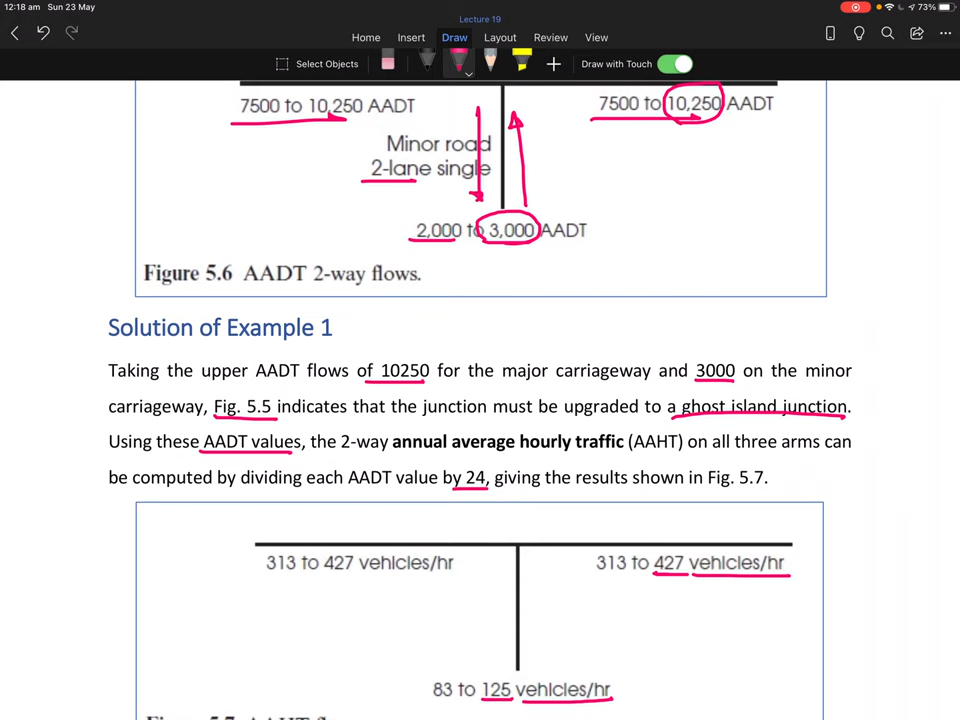 12:18 am Sun 23 May
73%
Lecture 19
Home Insert Draw Layout Review View
Select Objects
Draw with Touch
7500 to 10,250 AADT
7500 to 10,250 AADT
Minor road
2-lane single
2,000 to 3,000 AADT
Figure 5.6 AADT 2-way flows.
Solution of Example 1
Taking the upper AADT flows of 10250 for the major carriageway and 3000 on the minor
carriageway, Fig. 5.5 indicates that the junction must be upgraded to a ghost island junction.
Using these AADT values, the 2-way annual average hourly traffic (AAHT) on all three arms can
be computed by dividing each AADT value by 24, giving the results shown in Fig. 5.7.
313 to 427 vehicles/hr
313 to 427 vehicles/hr
83 to 125 vehicles/hr